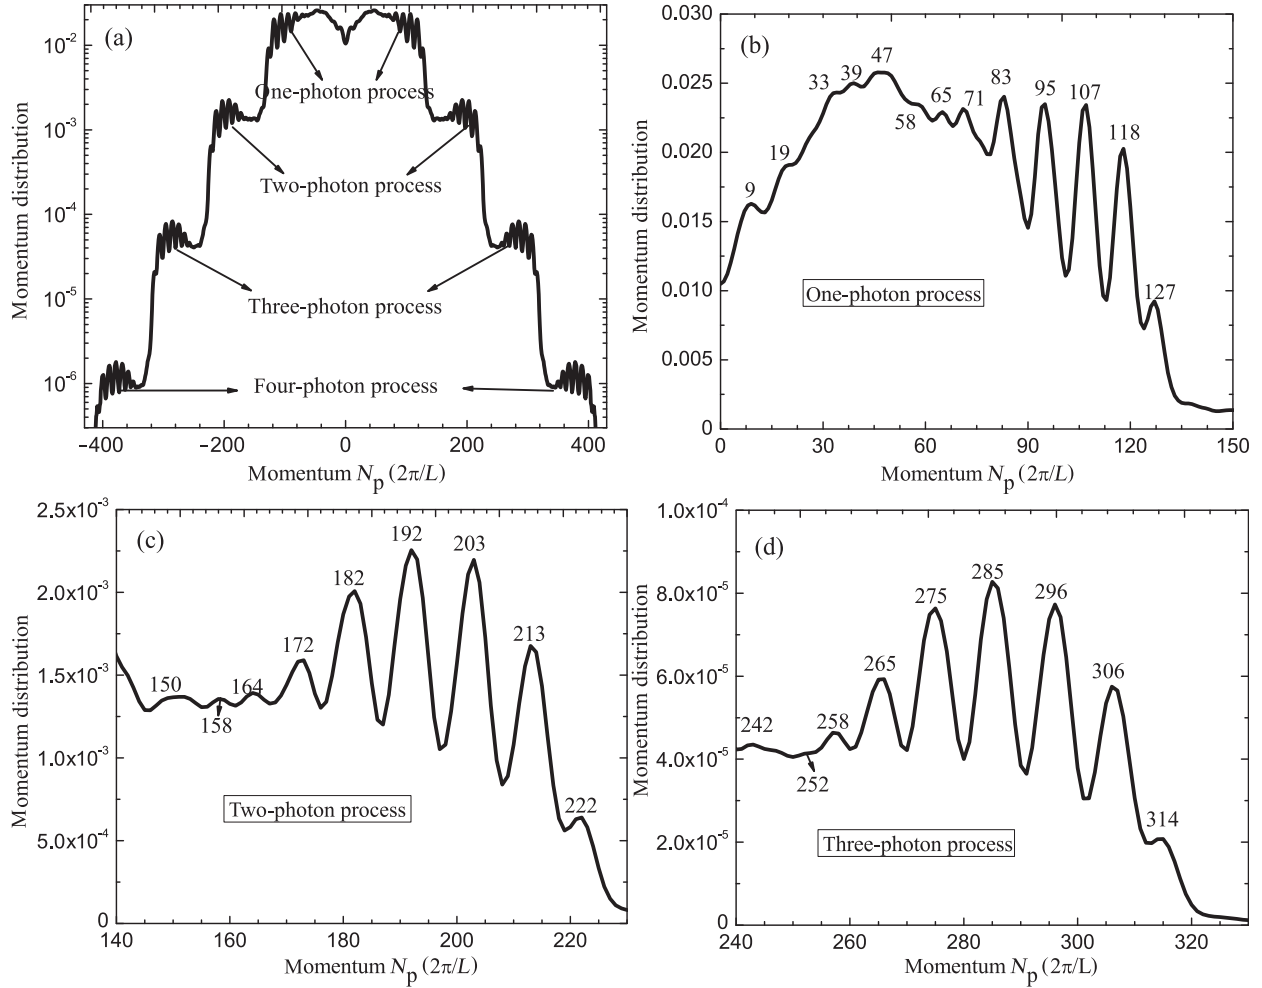 (a)
One-photon process
Two-photon process
Three-photon process
Four-photon process
10⁻²
10⁻³
10⁻⁴
10⁻⁵
10⁻⁶
Momentum distribution
−400 −200 0 200 400
Momentum Nₚ (2π/L)
(b)
0.030
0.025
0.020
0.015
0.010
0.005
0
Momentum distribution
9 19 33 39 47 58 65 71 83 95 107 118 127
One-photon process
0 30 60 90 120 150
Momentum Nₚ (2π/L)
(c)
2.5x10⁻³
2.0x10⁻³
1.5x10⁻³
1.0x10⁻³
5.0x10⁻⁴
0
Momentum distribution
150 158 164 172 182 192 203 213 222
Two-photon process
140 160 180 200 220
Momentum Nₚ (2π/L)
(d)
1.0x10⁻⁴
8.0x10⁻⁵
6.0x10⁻⁵
4.0x10⁻⁵
2.0x10⁻⁵
0
Momentum distribution
242 252 258 265 275 285 296 306 314
Three-photon process
240 260 280 300 320
Momentum Nₚ (2π/L)